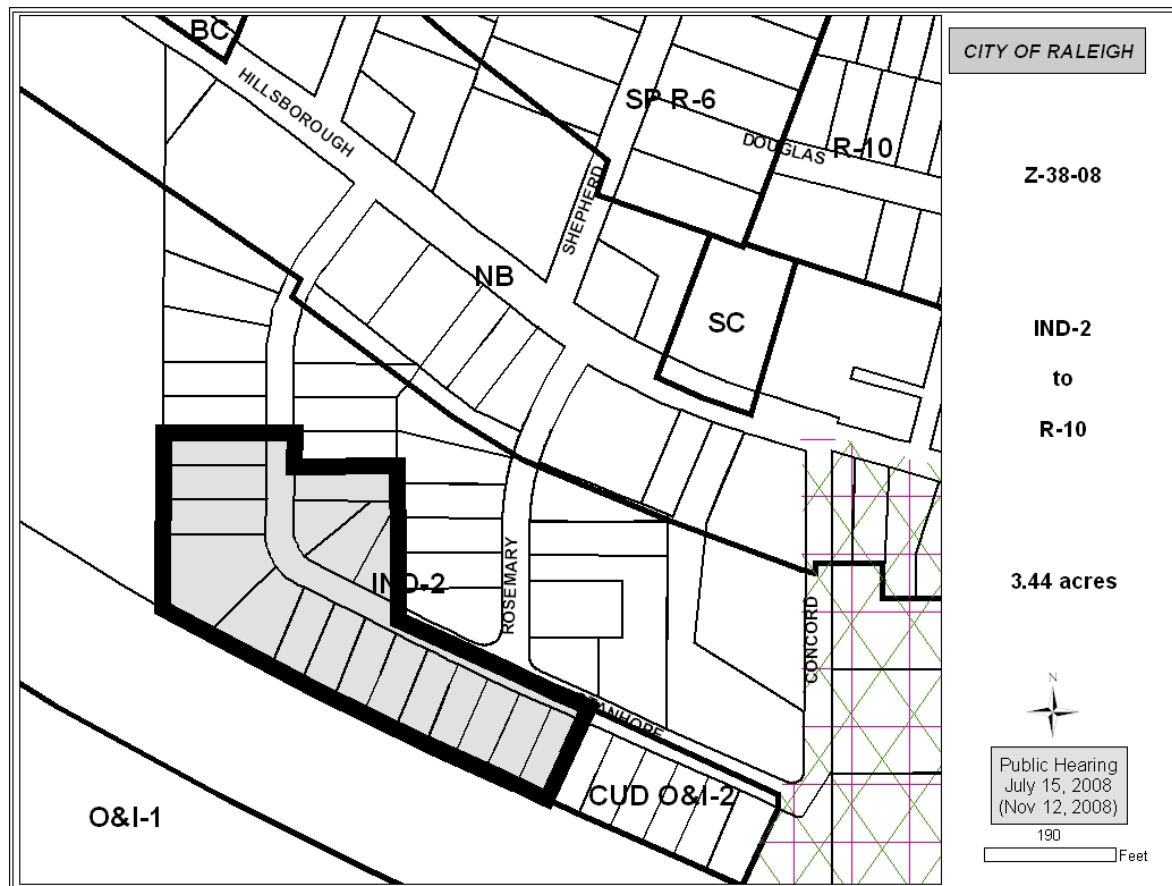 BC
HILLSBOROUGH
SP R-6
DOUGLAS
R-10
SHEPHERD
NB
SC
IND-2
ROSEMARY
CONCORD
CUD O&I-2
O&I-1
CITY OF RALEIGH
Z-38-08
IND-2
to
R-10
3.44 acres
N
Public Hearing
July 15, 2008
(Nov 12, 2008)
190
Feet